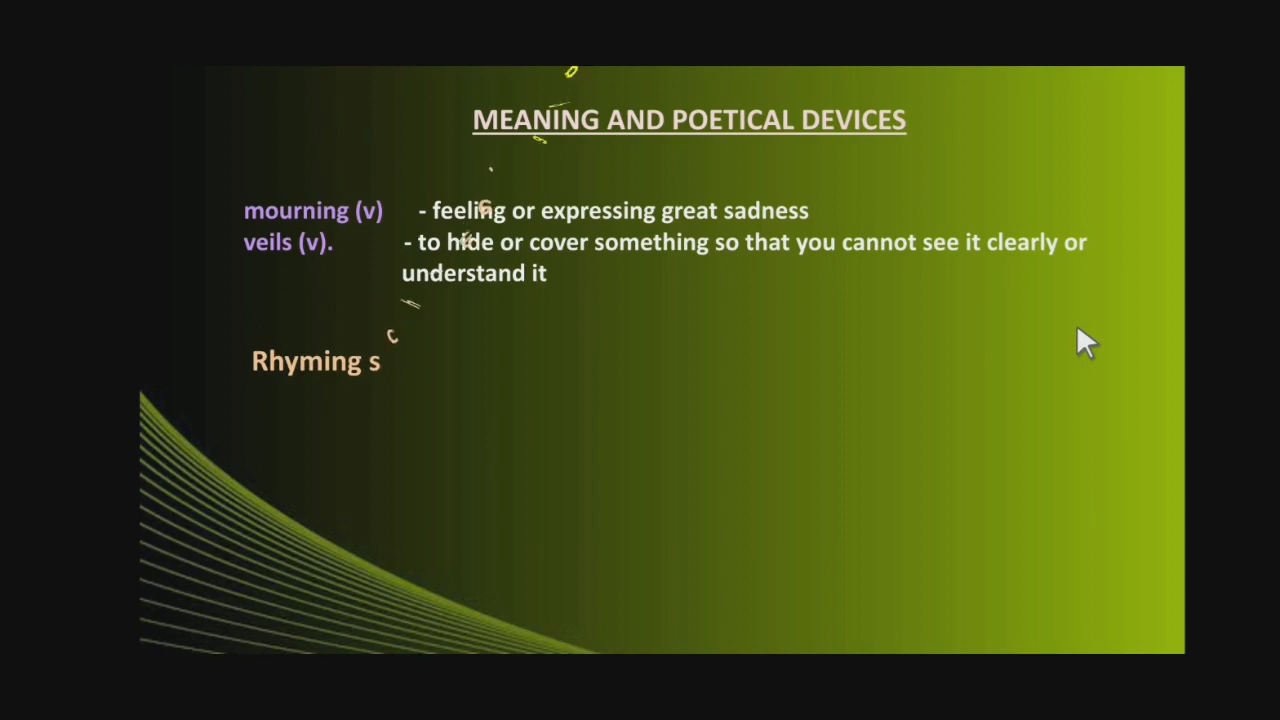 MEANING AND POETICAL DEVICES
mourning (v) - feeling or expressing great sadness
veils (v). - to hide or cover something so that you cannot see it clearly or
understand it
Rhyming s